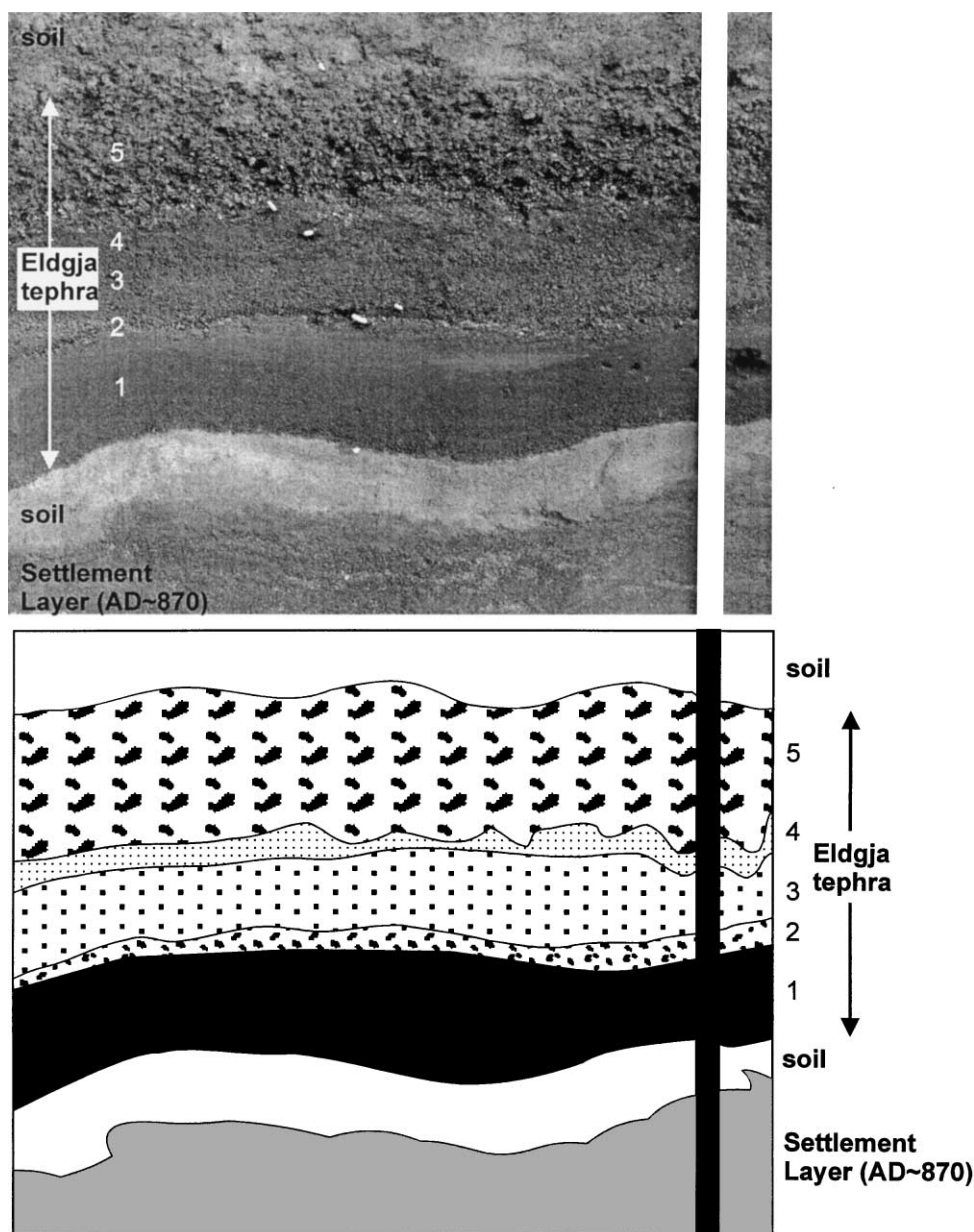 soil
5
4
Eldgja
tephra
3
2
1
soil
Settlement
Layer (AD~870)
soil
5
4
Eldgja
tephra
3
2
1
soil
Settlement
Layer (AD~870)